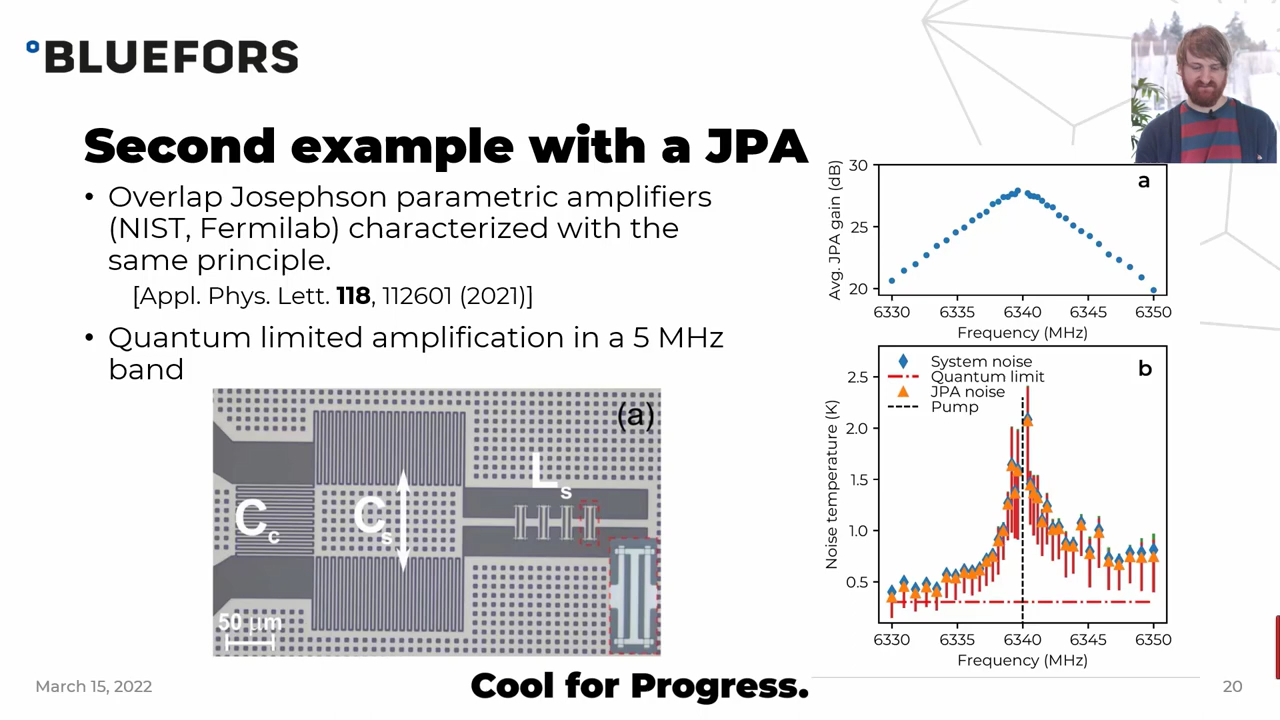 BLUEFORS
Second example with a JPA
• Overlap Josephson parametric amplifiers
(NIST, Fermilab) characterized with the
same principle.
[Appl. Phys. Lett. 118, 112601 (2021)]
• Quantum limited amplification in a 5 MHz
band
(a)
Cc
Cs
Ls
50 μm
a
Avg. JPA gain (dB)
30
25
20
6330 6335 6340 6345 6350
Frequency (MHz)
b
System noise
Quantum limit
JPA noise
Pump
Noise temperature (K)
2.5
2.0
1.5
1.0
0.5
6330 6335 6340 6345 6350
Frequency (MHz)
March 15, 2022
Cool for Progress.
20